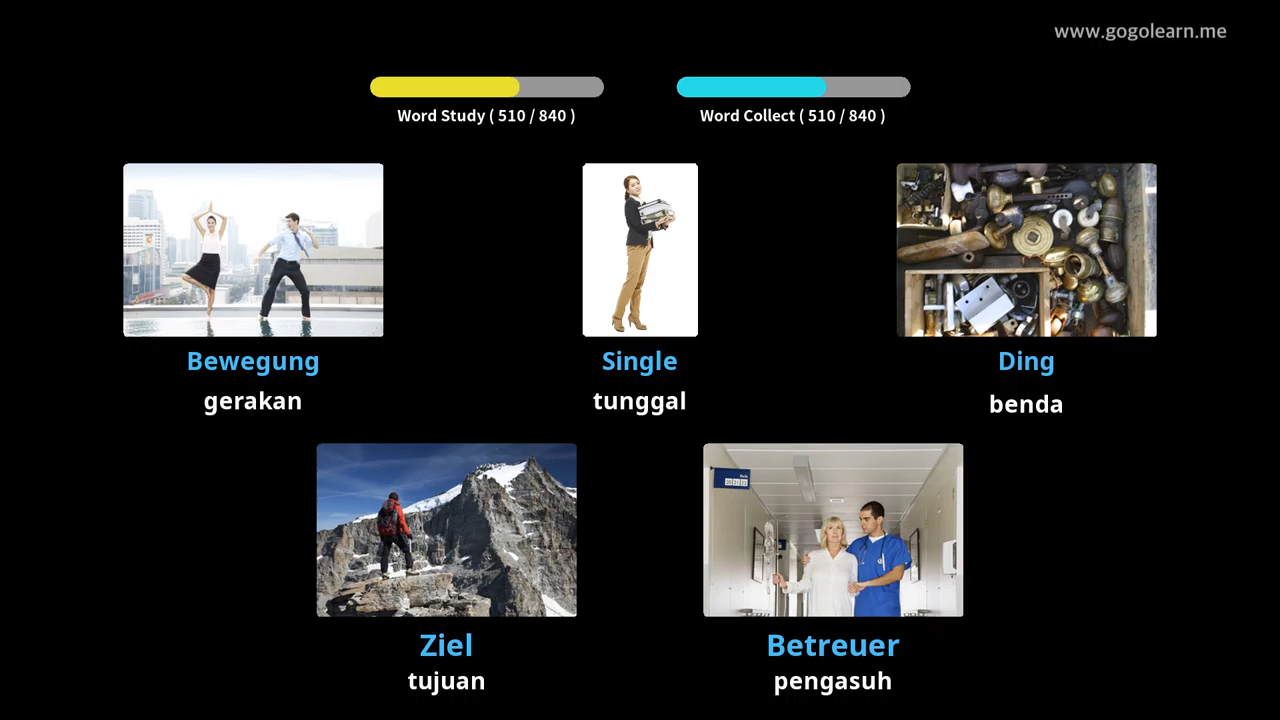 www.gogolearn.me
Word Study ( 510 / 840 )
Word Collect ( 510 / 840 )
Bewegung
gerakan
Single
tunggal
Ding
benda
Ziel
tujuan
Betreuer
pengasuh